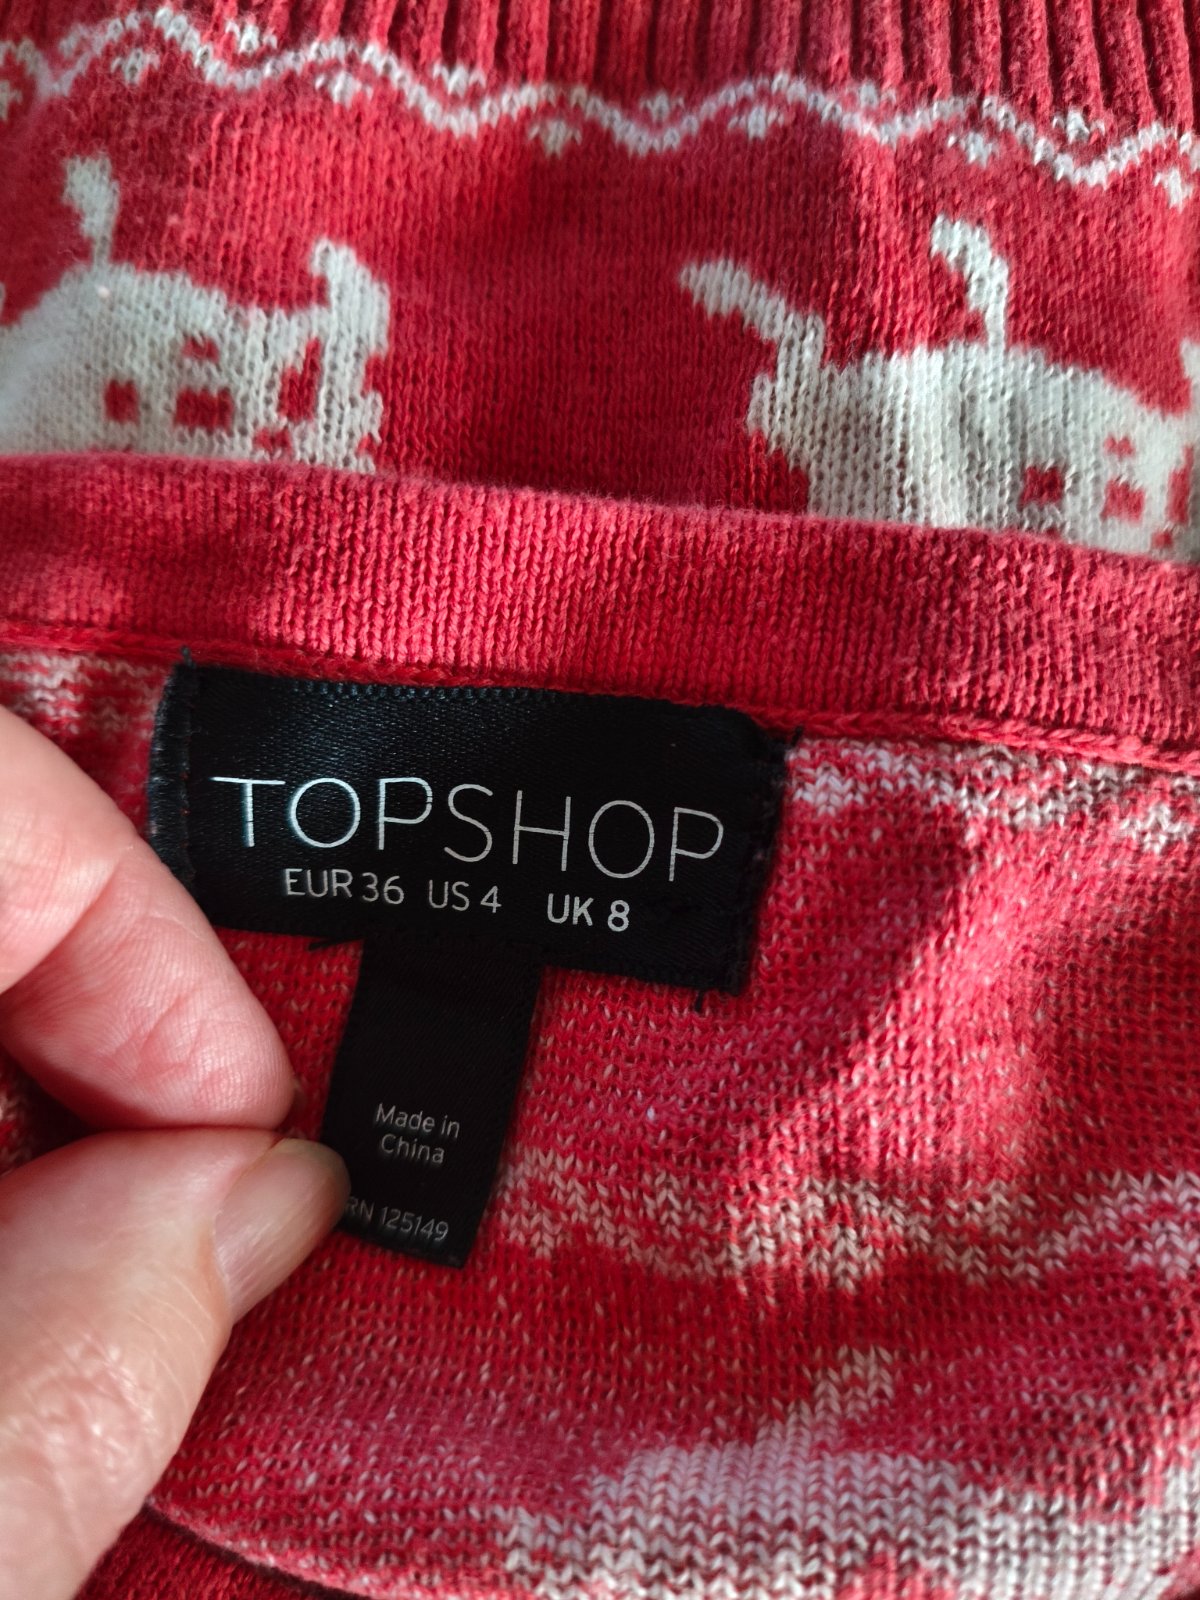 TOPSHOP
EUR 36 US 4 UK 8
Made in
China
RN 125149